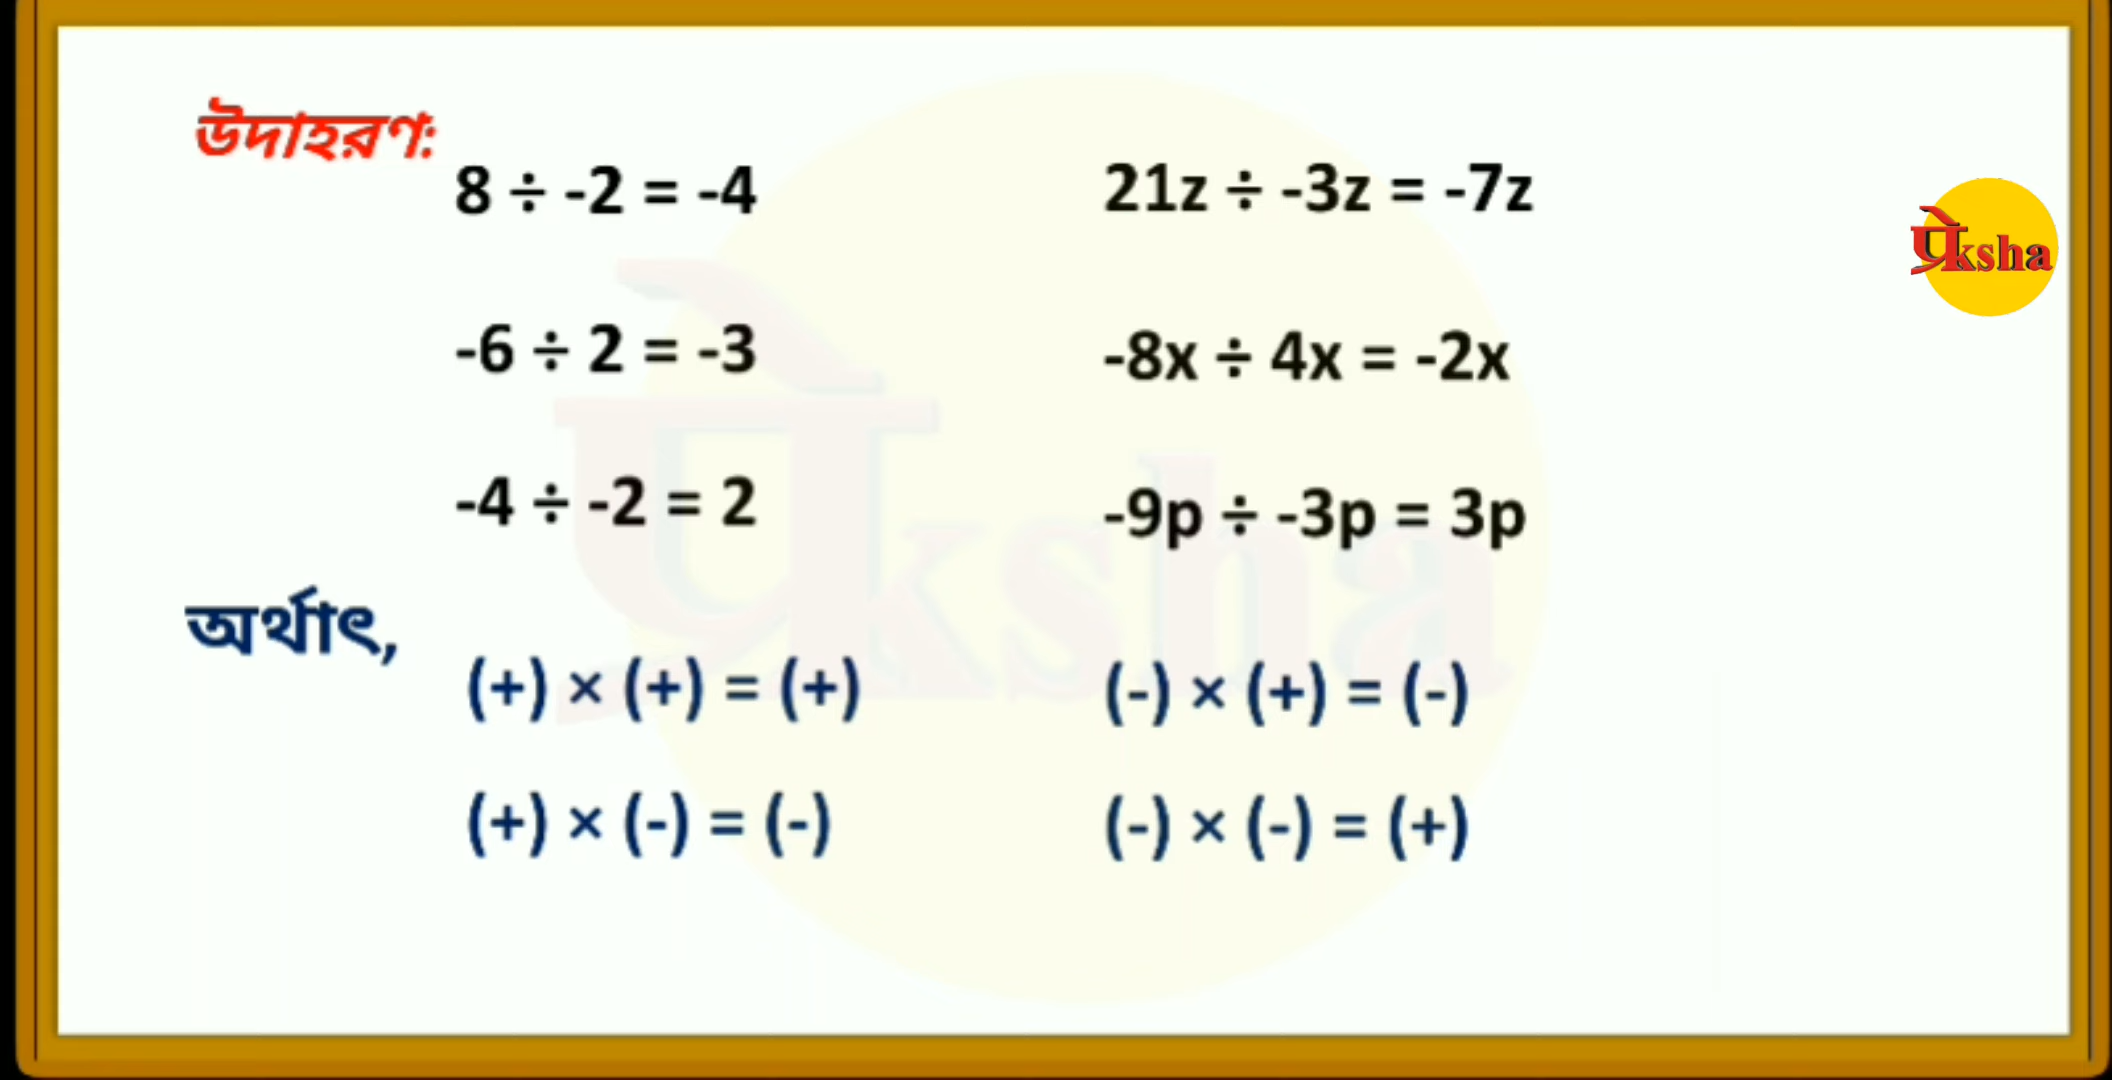 উদাহরণ:
8 ÷ -2 = -4
21z ÷ -3z = -7z
प्रेksha
-6 ÷ 2 = -3
-8x ÷ 4x = -2x
-4 ÷ -2 = 2
-9p ÷ -3p = 3p
অর্থাৎ,
(+) × (+) = (+)
(-) × (+) = (-)
(+) × (-) = (-)
(-) × (-) = (+)